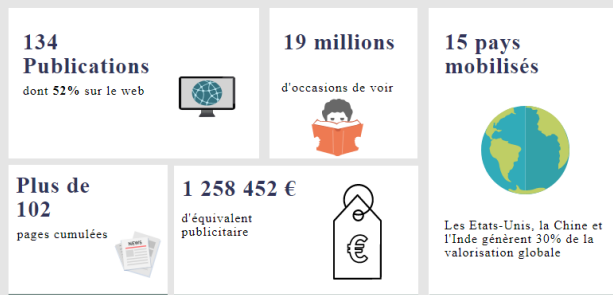 134
Publications
dont 52% sur le web
19 millions
d'occasions de voir
15 pays
mobilisés
Les Etats-Unis, la Chine et
l'Inde génèrent 30% de la
valorisation globale
Plus de
102
pages cumulées
NEWS
1 258 452 €
d'équivalent
publicitaire
€